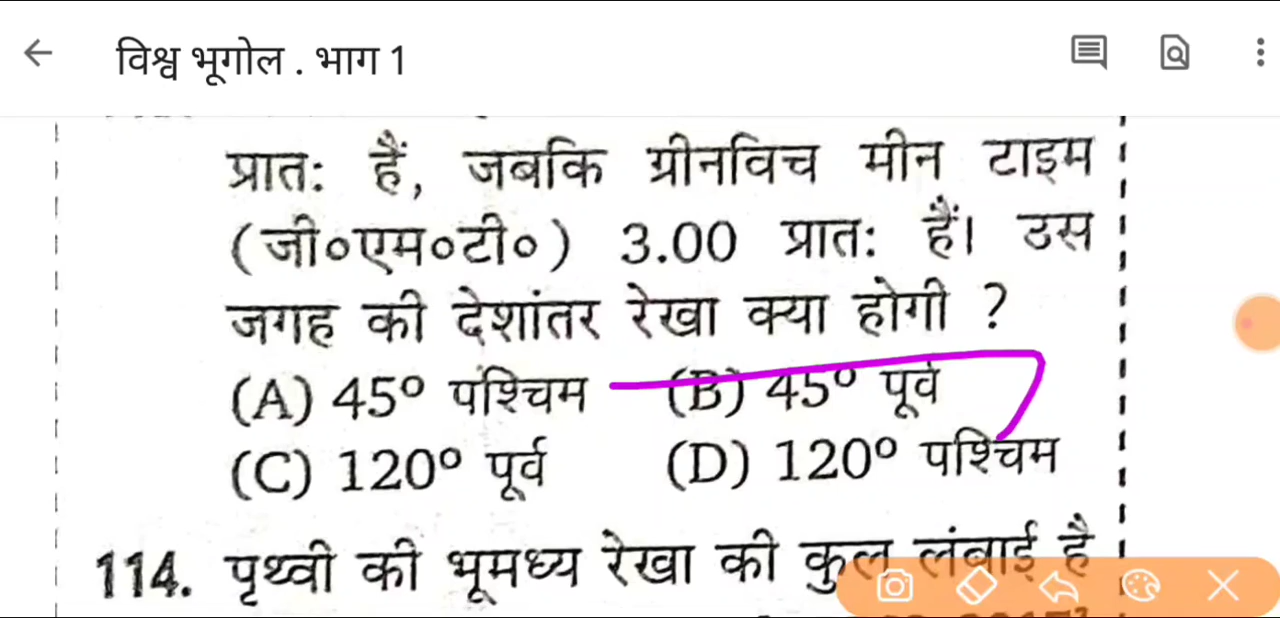 विश्व भूगोल . भाग 1
प्रातः हैं, जबकि ग्रीनविच मीन टाइम
(जी०एम०टी०) 3.00 प्रातः हैं। उस
जगह की देशांतर रेखा क्या होगी ?
(A) 45° पश्चिम (B) 45° पूर्व
(C) 120° पूर्व (D) 120° पश्चिम
114. पृथ्वी की भूमध्य रेखा की कुल लंबाई है